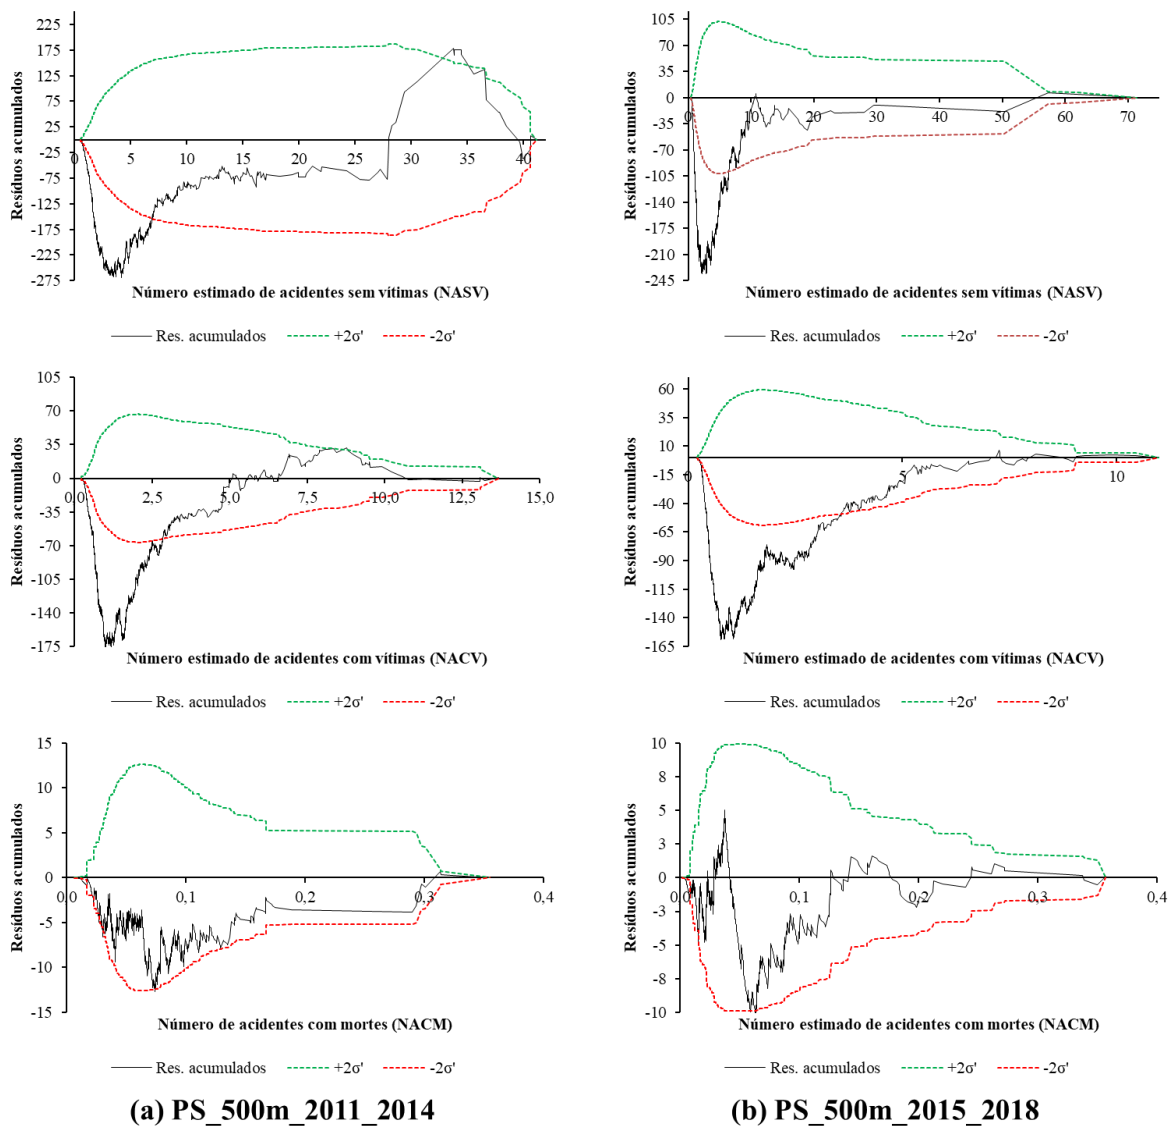 225
175
125
75
25
-25
-75
-125
-175
-225
-275
0
5
10
15
20
25
30
35
40
Resíduos acumulados
Número estimado de acidentes sem vítimas (NASV)
Res. acumulados
+2σ'
-2σ'
105
70
35
0
-35
-70
-105
-140
-175
-210
-245
0
10
20
30
40
50
60
70
Resíduos acumulados
Número estimado de acidentes sem vítimas (NASV)
Res. acumulados
+2σ'
-2σ'
105
70
35
0
-35
-70
-105
-140
-175
0,0
2,5
5,0
7,5
10,0
12,5
15,0
Resíduos acumulados
Número estimado de acidentes com vítimas (NACV)
Res. acumulados
+2σ'
-2σ'
60
35
10
-15
-40
-65
-90
-115
-140
-165
0
5
10
Resíduos acumulados
Número estimado de acidentes com vítimas (NACV)
Res. acumulados
+2σ'
-2σ'
15
10
5
0
-5
-10
-15
0,0
0,1
0,2
0,3
0,4
Resíduos acumulados
Número de acidentes com mortes (NACM)
Res. acumulados
+2σ'
-2σ'
10
8
5
3
0
-3
-5
-8
-10
0,0
0,1
0,2
0,3
0,4
Resíduos acumulados
Número estimado de acidentes com mortes (NACM)
Res. acumulados
+2σ'
-2σ'
(a) PS_500m_2011_2014
(b) PS_500m_2015_2018